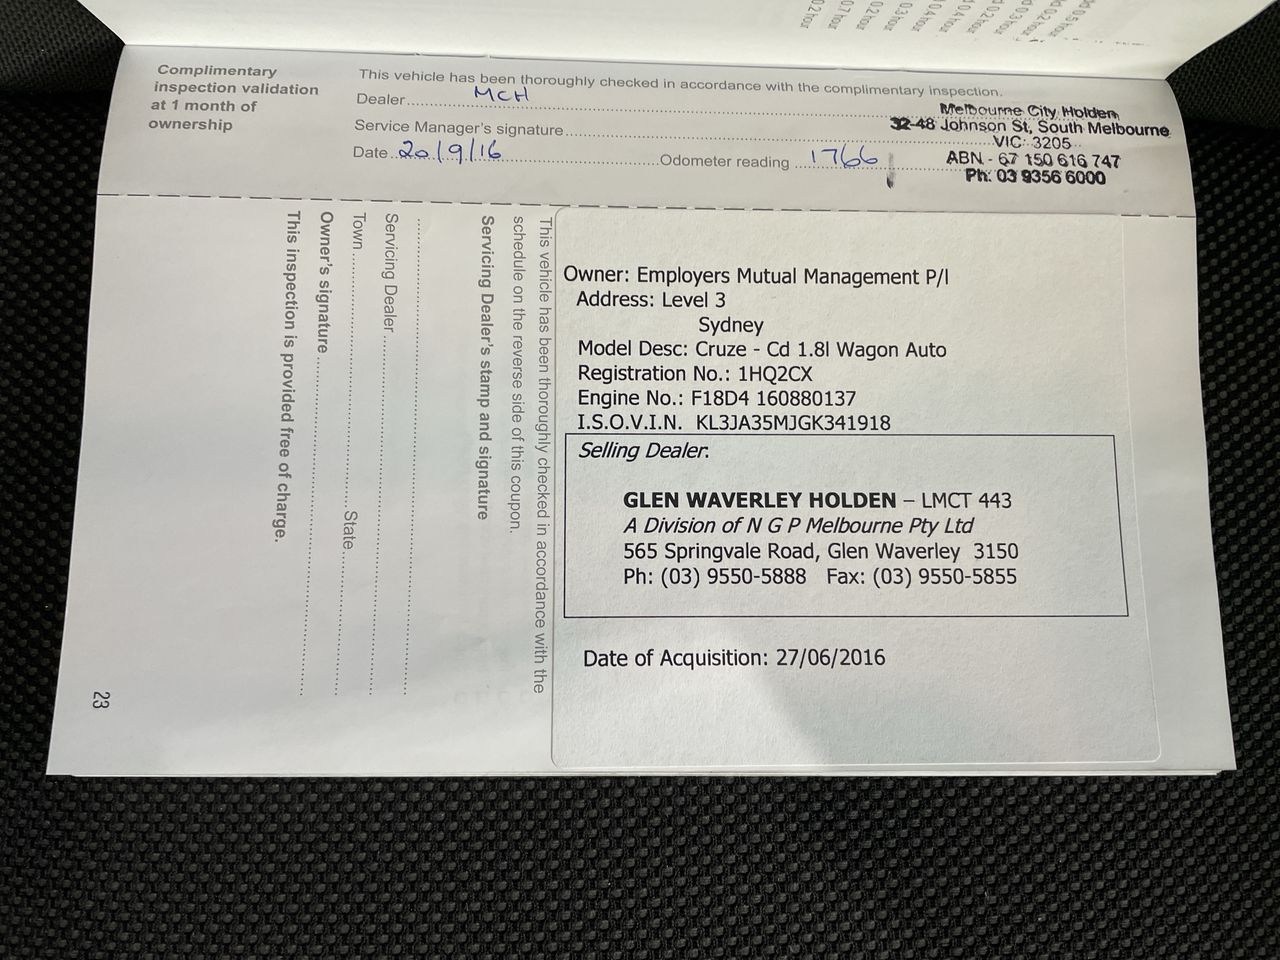 Complimentary
inspection validation
at 1 month of
ownership
This vehicle has been thoroughly checked in accordance with the complimentary inspection.
Dealer MCH
Service Manager's signature
Date 20/9/16 Odometer reading 1766
Melbourne City Holden
32-48 Johnson St, South Melbourne
VIC 3205
ABN - 67 150 616 747
Ph: 03 9356 6000
Owner: Employers Mutual Management P/l
Address: Level 3
Sydney
Model Desc: Cruze - Cd 1.8l Wagon Auto
Registration No.: 1HQ2CX
Engine No.: F18D4 160880137
I.S.O.V.I.N. KL3JA35MJGK341918
Selling Dealer:
GLEN WAVERLEY HOLDEN – LMCT 443
A Division of N G P Melbourne Pty Ltd
565 Springvale Road, Glen Waverley 3150
Ph: (03) 9550-5888 Fax: (03) 9550-5855
Date of Acquisition: 27/06/2016
This vehicle has been thoroughly checked in accordance with the
schedule on the reverse side of this coupon.
Servicing Dealer's stamp and signature
Servicing Dealer
Town State
Owner's signature
This inspection is provided free of charge.
23